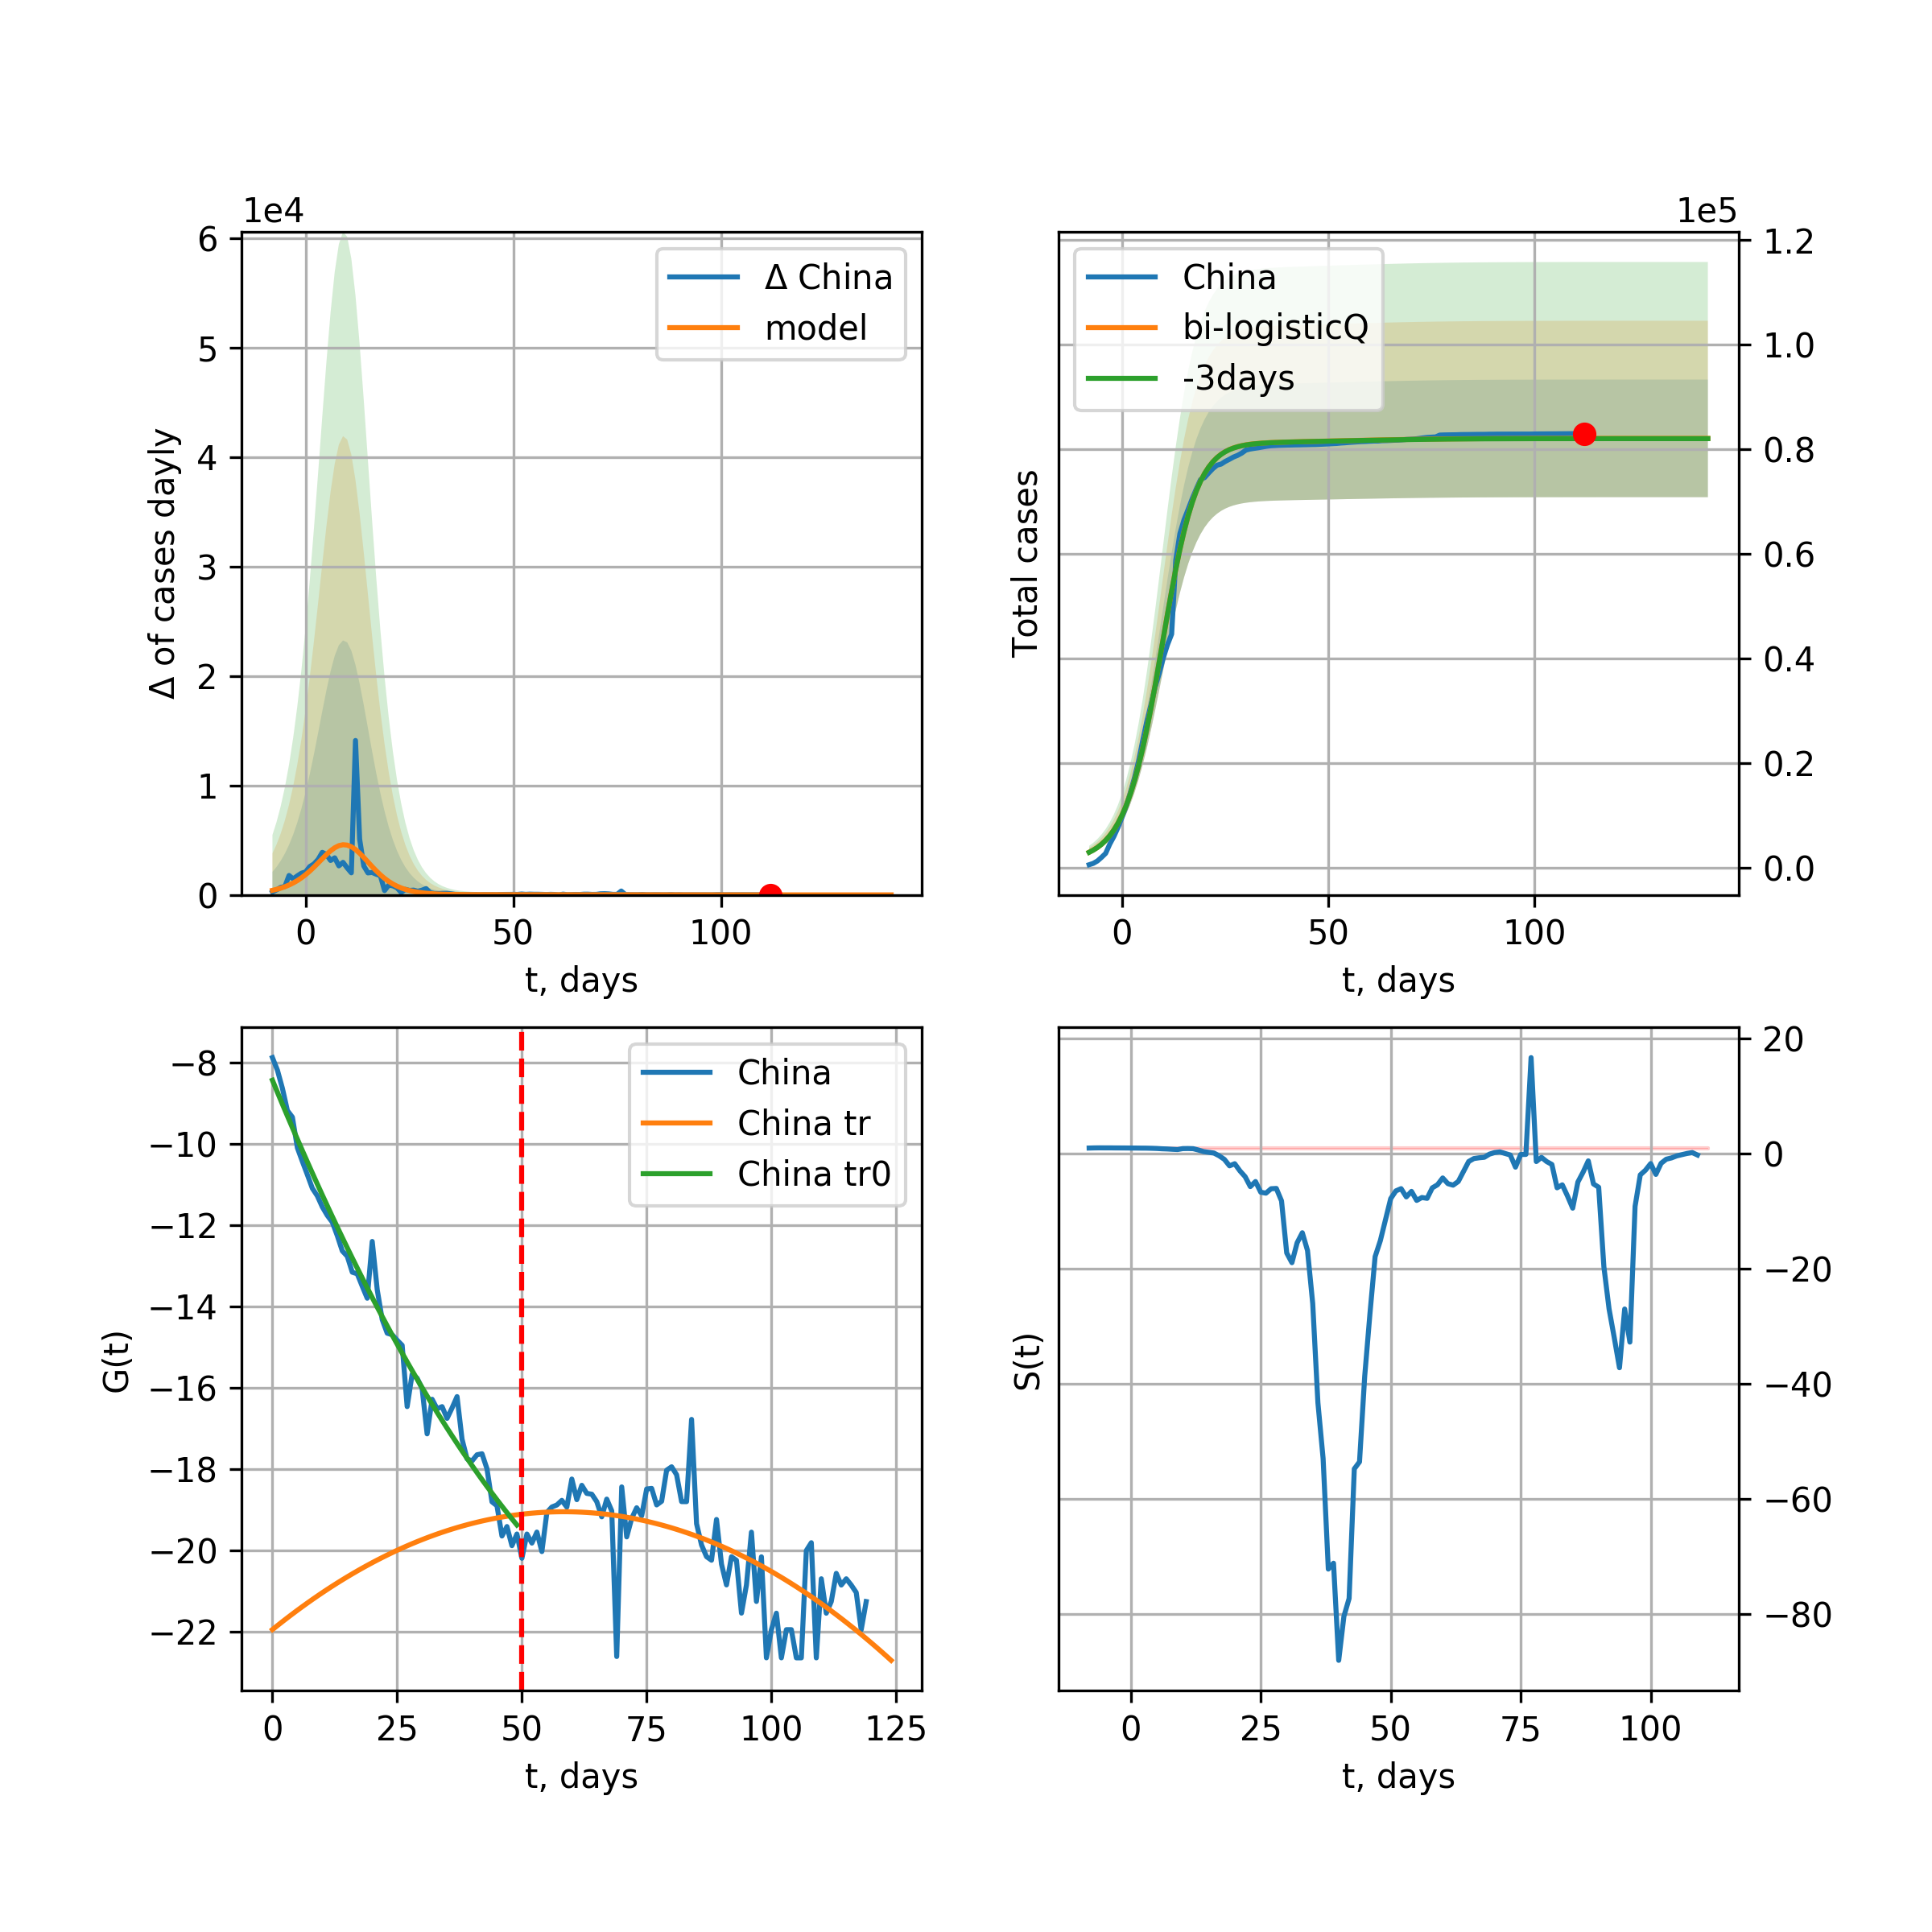 1e4
6
5
4
3
2
1
0
Δ of cases dayly
Δ China
model
0 50 100
t, days
1e5
1.2
1.0
0.8
0.6
0.4
0.2
0.0
Total cases
China
bi-logisticQ
-3days
0 50 100
t, days
−8
−10
−12
−14
−16
−18
−20
−22
G(t)
China
China tr
China tr0
0 25 50 75 100 125
t, days
20
0
−20
−40
−60
−80
S(t)
0 25 50 75 100
t, days